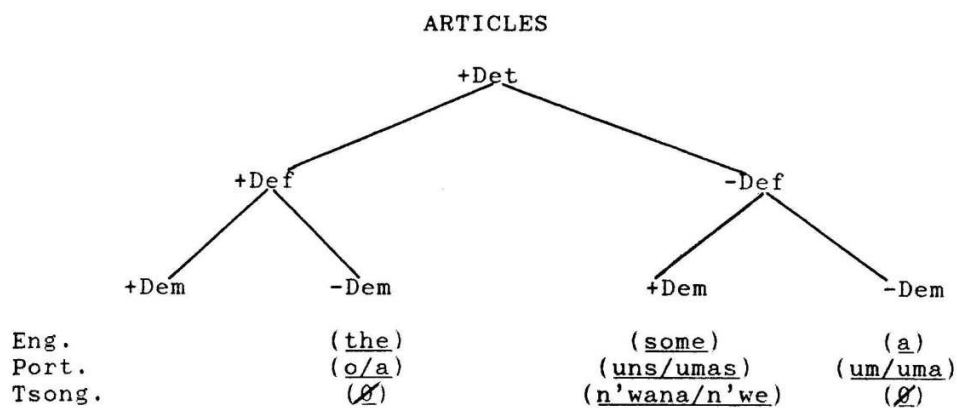 ARTICLES
+Det
+Def -Def
+Dem -Dem +Dem -Dem
Eng. (the) (some) (a)
Port. (o/a) (uns/umas) (um/uma)
Tsong. (Ø) (n'wana/n'we) (Ø)